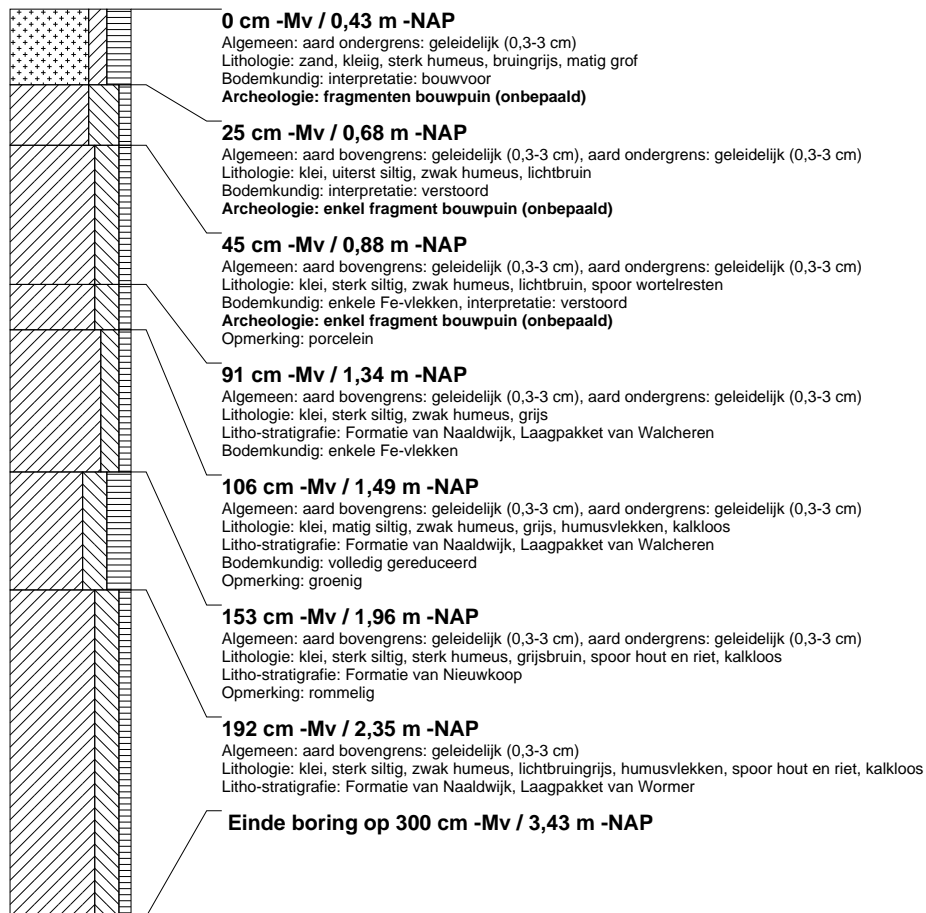 0 cm -Mv / 0,43 m -NAP
Algemeen: aard ondergrens: geleidelijk (0,3-3 cm)
Lithologie: zand, kleiig, sterk humeus, bruingrijs, matig grof
Bodemkundig: interpretatie: bouwvoor
Archeologie: fragmenten bouwpuin (onbepaald)
25 cm -Mv / 0,68 m -NAP
Algemeen: aard bovengrens: geleidelijk (0,3-3 cm), aard ondergrens: geleidelijk (0,3-3 cm)
Lithologie: klei, uiterst siltig, zwak humeus, lichtbruin
Bodemkundig: interpretatie: verstoord
Archeologie: enkel fragment bouwpuin (onbepaald)
45 cm -Mv / 0,88 m -NAP
Algemeen: aard bovengrens: geleidelijk (0,3-3 cm), aard ondergrens: geleidelijk (0,3-3 cm)
Lithologie: klei, sterk siltig, zwak humeus, lichtbruin, spoor wortelresten
Bodemkundig: enkele Fe-vlekken, interpretatie: verstoord
Archeologie: enkel fragment bouwpuin (onbepaald)
Opmerking: porcelein
91 cm -Mv / 1,34 m -NAP
Algemeen: aard bovengrens: geleidelijk (0,3-3 cm), aard ondergrens: geleidelijk (0,3-3 cm)
Lithologie: klei, sterk siltig, zwak humeus, grijs
Litho-stratigrafie: Formatie van Naaldwijk, Laagpakket van Walcheren
Bodemkundig: enkele Fe-vlekken
106 cm -Mv / 1,49 m -NAP
Algemeen: aard bovengrens: geleidelijk (0,3-3 cm), aard ondergrens: geleidelijk (0,3-3 cm)
Lithologie: klei, matig siltig, zwak humeus, grijs, humusvlekken, kalkloos
Litho-stratigrafie: Formatie van Naaldwijk, Laagpakket van Walcheren
Bodemkundig: volledig gereduceerd
Opmerking: groenig
153 cm -Mv / 1,96 m -NAP
Algemeen: aard bovengrens: geleidelijk (0,3-3 cm), aard ondergrens: geleidelijk (0,3-3 cm)
Lithologie: klei, sterk siltig, sterk humeus, grijsbruin, spoor hout en riet, kalkloos
Litho-stratigrafie: Formatie van Nieuwkoop
Opmerking: rommelig
192 cm -Mv / 2,35 m -NAP
Algemeen: aard bovengrens: geleidelijk (0,3-3 cm)
Lithologie: klei, sterk siltig, zwak humeus, lichtbruingrijs, humusvlekken, spoor hout en riet, kalkloos
Litho-stratigrafie: Formatie van Naaldwijk, Laagpakket van Wormer
Einde boring op 300 cm -Mv / 3,43 m -NAP